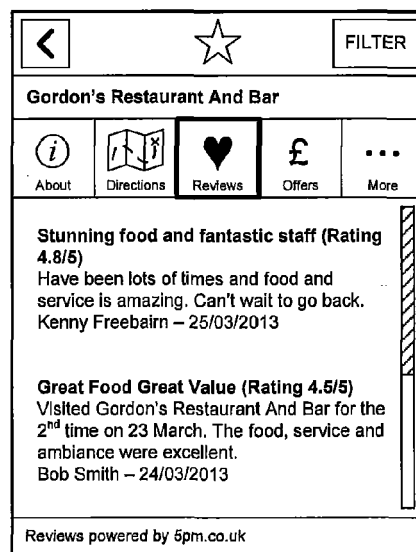 FILTER
Gordon's Restaurant And Bar
i
£
About Directions Reviews Offers More
Stunning food and fantastic staff (Rating
4.8/5)
Have been lots of times and food and
service is amazing. Can't wait to go back.
Kenny Freebairn – 25/03/2013
Great Food Great Value (Rating 4.5/5)
Visited Gordon's Restaurant And Bar for the
2nd time on 23 March. The food, service and
ambiance were excellent.
Bob Smith – 24/03/2013
Reviews powered by 5pm.co.uk